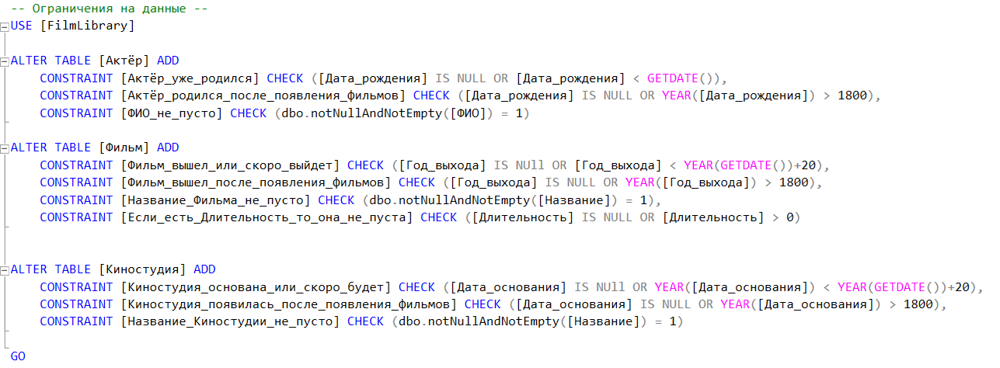 -- Ограничения на данные --
USE [FilmLibrary]
ALTER TABLE [Актёр] ADD
CONSTRAINT [Актёр_уже_родился] CHECK ([Дата_рождения] IS NULL OR [Дата_рождения] < GETDATE()),
CONSTRAINT [Актёр_родился_после_появления_фильмов] CHECK ([Дата_рождения] IS NULL OR YEAR([Дата_рождения]) > 1800),
CONSTRAINT [ФИО_не_пусто] CHECK (dbo.notNullAndNotEmpty([ФИО]) = 1)
ALTER TABLE [Фильм] ADD
CONSTRAINT [Фильм_вышел_или_скоро_выйдет] CHECK ([Год_выхода] IS NUll OR [Год_выхода] < YEAR(GETDATE())+20),
CONSTRAINT [Фильм_вышел_после_появления_фильмов] CHECK ([Год_выхода] IS NULL OR YEAR([Год_выхода]) > 1800),
CONSTRAINT [Название_Фильма_не_пусто] CHECK (dbo.notNullAndNotEmpty([Название]) = 1),
CONSTRAINT [Если_есть_Длительность_то_она_не_пуста] CHECK ([Длительность] IS NULL OR [Длительность] > 0)
ALTER TABLE [Киностудия] ADD
CONSTRAINT [Киностудия_основана_или_скоро_будет] CHECK ([Дата_основания] IS NUll OR YEAR([Дата_основания]) < YEAR(GETDATE())+20),
CONSTRAINT [Киностудия_появилась_после_появления_фильмов] CHECK ([Дата_основания] IS NULL OR YEAR([Дата_основания]) > 1800),
CONSTRAINT [Название_Киностудии_не_пусто] CHECK (dbo.notNullAndNotEmpty([Название]) = 1)
GO